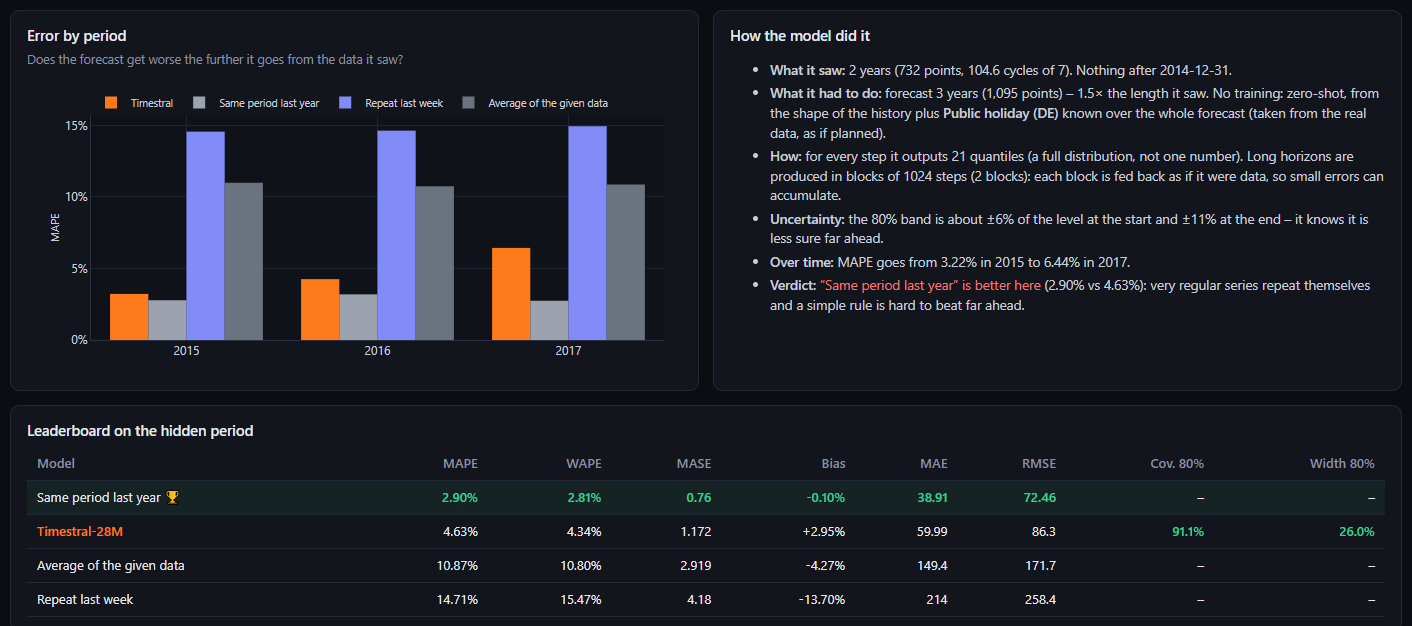 Error by period
Does the forecast get worse the further it goes from the data it saw?
Timestral Same period last year Repeat last week Average of the given data
15%
10%
5%
0%
MAPE
2015 2016 2017
How the model did it
• What it saw: 2 years (732 points, 104.6 cycles of 7). Nothing after 2014-12-31.
• What it had to do: forecast 3 years (1,095 points) – 1.5× the length it saw. No training: zero-shot, from
the shape of the history plus Public holiday (DE) known over the whole forecast (taken from the real
data, as if planned).
• How: for every step it outputs 21 quantiles (a full distribution, not one number). Long horizons are
produced in blocks of 1024 steps (2 blocks): each block is fed back as if it were data, so small errors can
accumulate.
• Uncertainty: the 80% band is about ±6% of the level at the start and ±11% at the end – it knows it is
less sure far ahead.
• Over time: MAPE goes from 3.22% in 2015 to 6.44% in 2017.
• Verdict: "Same period last year" is better here (2.90% vs 4.63%): very regular series repeat themselves
and a simple rule is hard to beat far ahead.
Leaderboard on the hidden period
Model MAPE WAPE MASE Bias MAE RMSE Cov. 80% Width 80%
Same period last year 🏆 2.90% 2.81% 0.76 -0.10% 38.91 72.46 – –
Timestral-28M 4.63% 4.34% 1.172 +2.95% 59.99 86.3 91.1% 26.0%
Average of the given data 10.87% 10.80% 2.919 -4.27% 149.4 171.7 – –
Repeat last week 14.71% 15.47% 4.18 -13.70% 214 258.4 – –